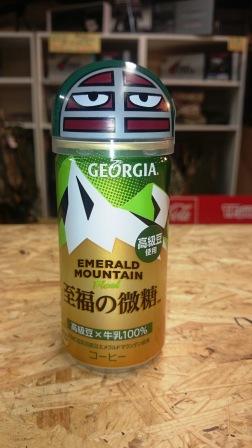 GEORGIA
高級豆
使用
EMERALD
MOUNTAIN
Blend
至福の微糖
高級豆×牛乳100%
コーヒー